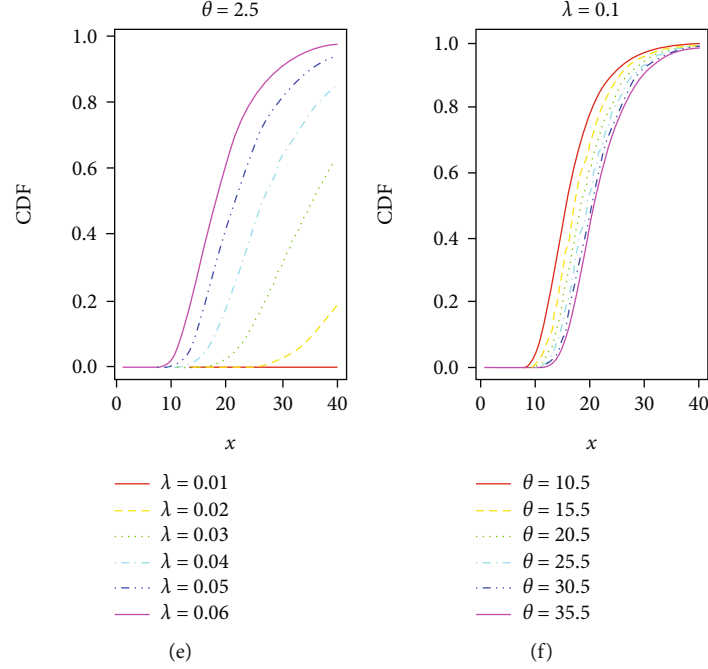 θ = 2.5
1.0
0.8
0.6
0.4
0.2
0.0
CDF
0
10
20
30
40
x
λ = 0.01
λ = 0.02
λ = 0.03
λ = 0.04
λ = 0.05
λ = 0.06
(e)
λ = 0.1
1.0
0.8
0.6
0.4
0.2
0.0
CDF
0
10
20
30
40
x
θ = 10.5
θ = 15.5
θ = 20.5
θ = 25.5
θ = 30.5
θ = 35.5
(f)